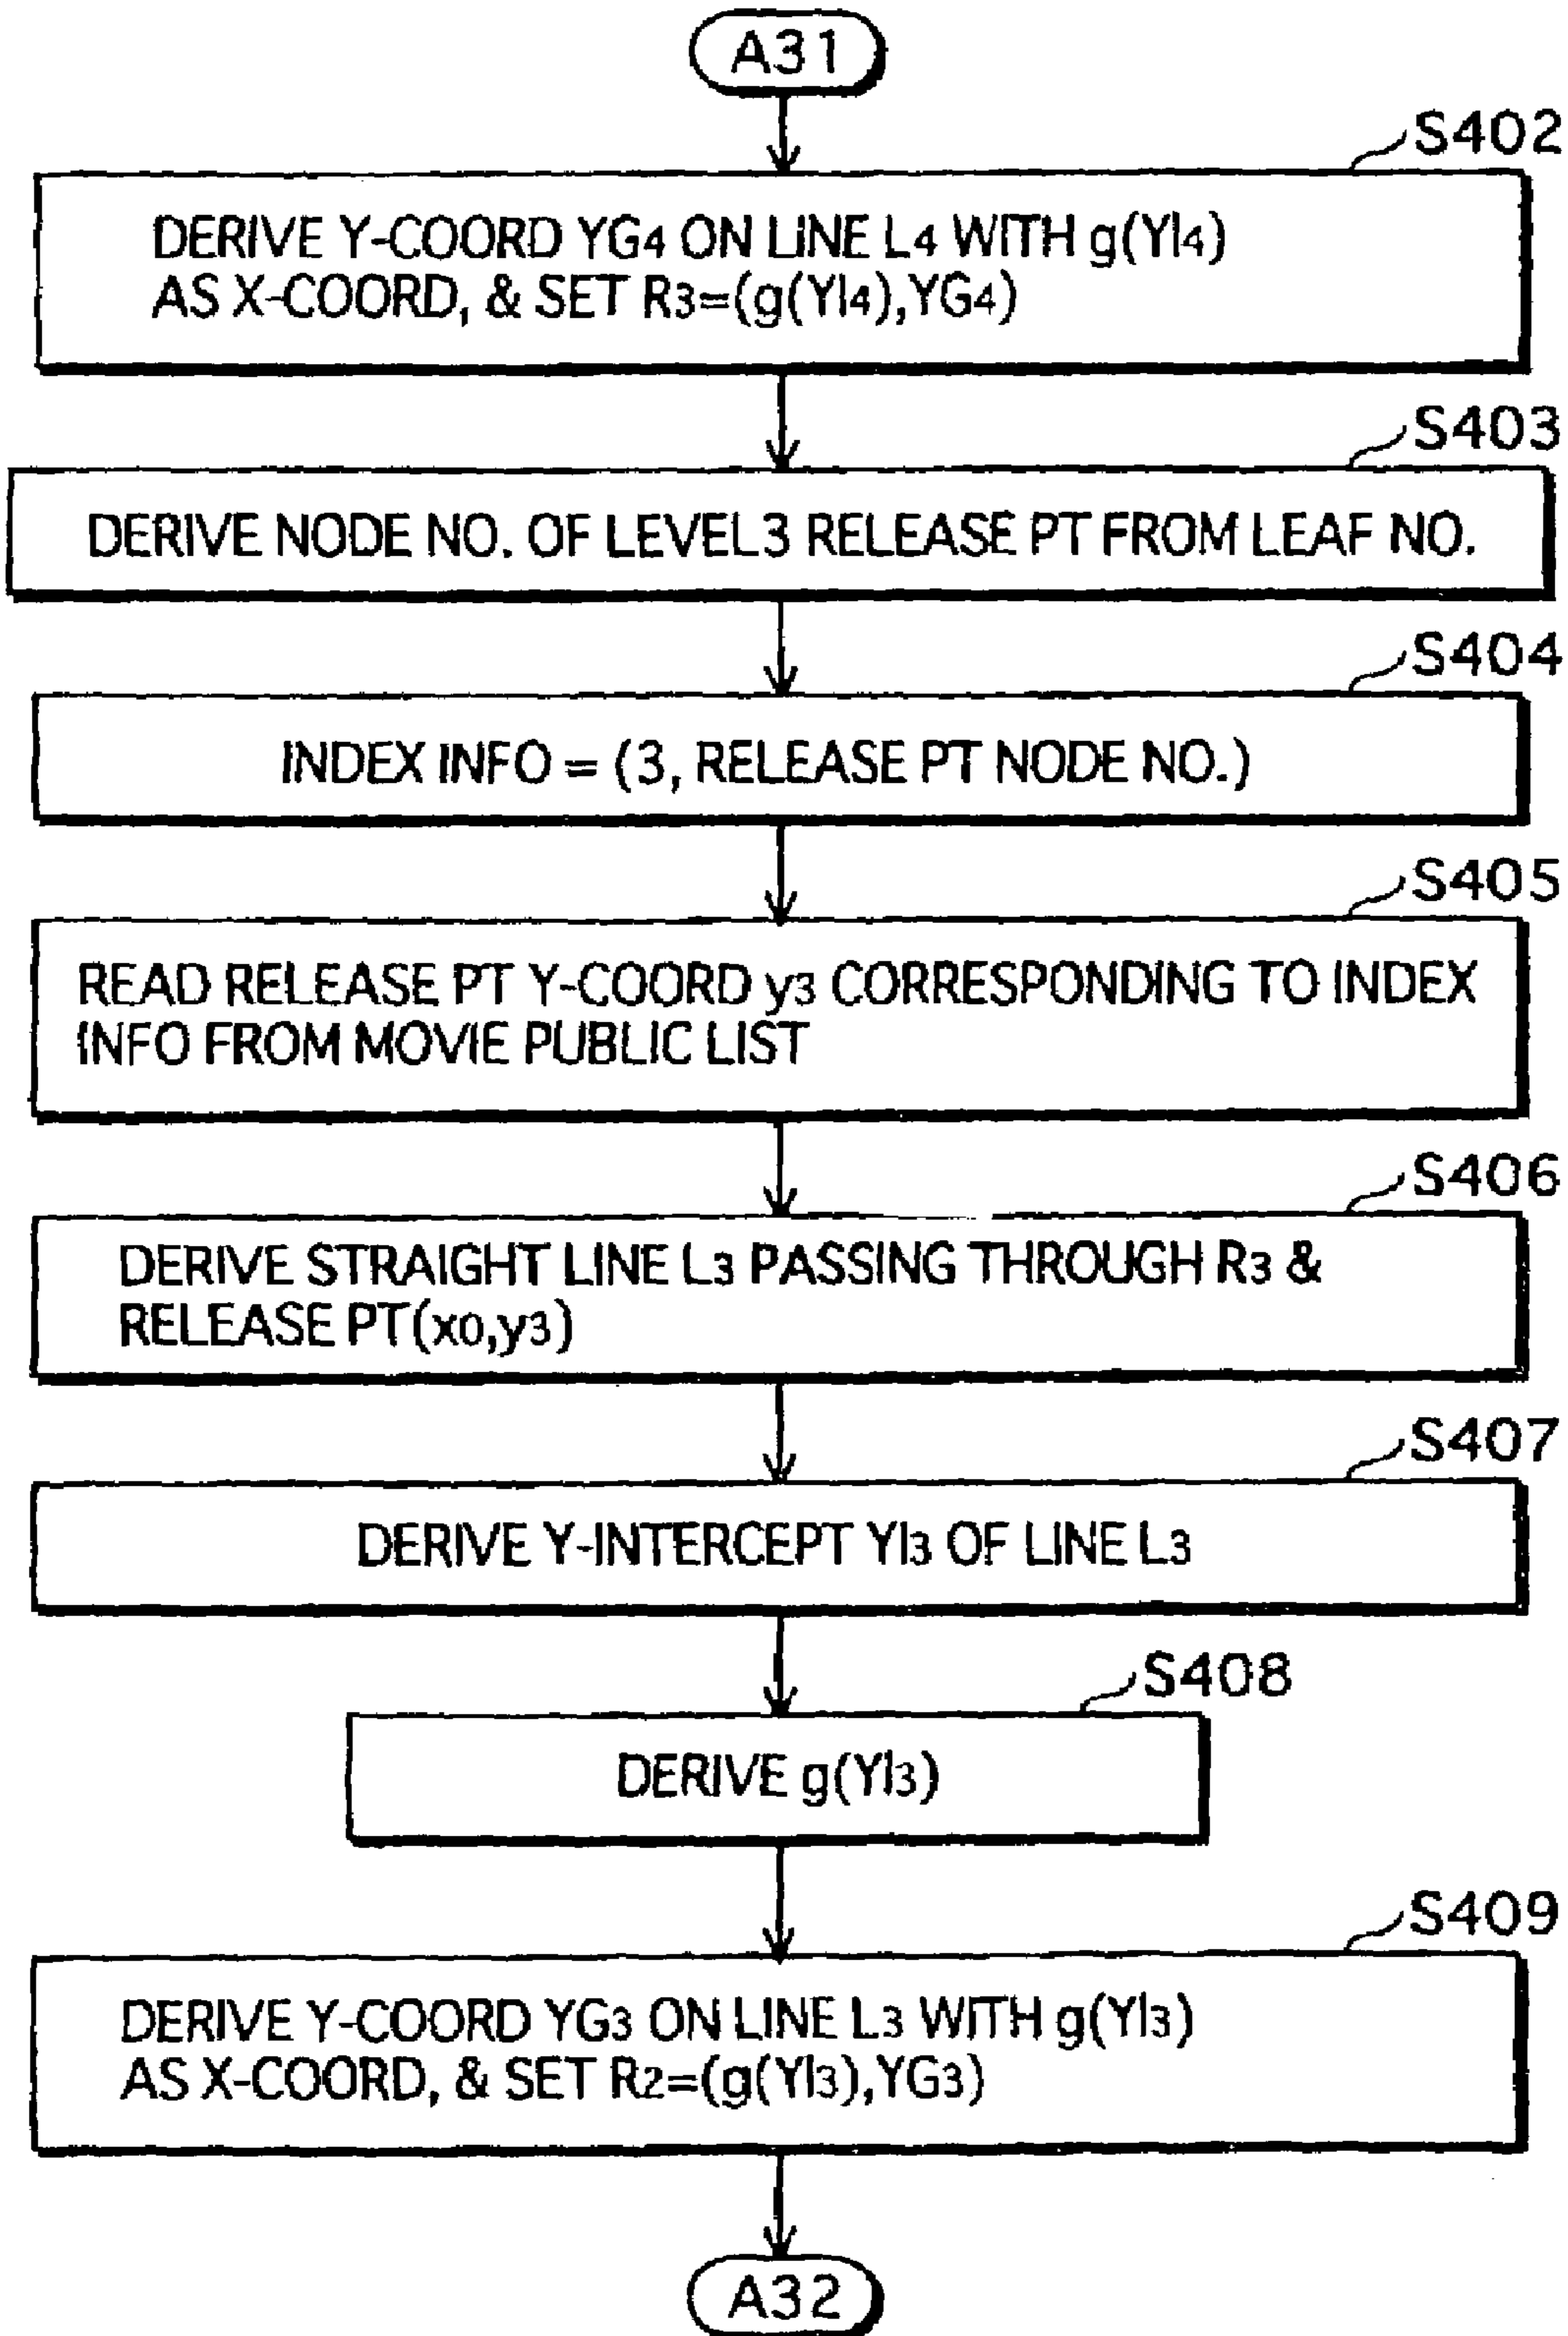 A31
S402
DERIVE Y-COORD YG4 ON LINE L4 WITH g(YI4)
AS X-COORD, & SET R3=(g(YI4),YG4)
S403
DERIVE NODE NO. OF LEVEL3 RELEASE PT FROM LEAF NO.
S404
INDEX INFO = (3, RELEASE PT NODE NO.)
S405
READ RELEASE PT Y-COORD y3 CORRESPONDING TO INDEX
INFO FROM MOVIE PUBLIC LIST
S406
DERIVE STRAIGHT LINE L3 PASSING THROUGH R3 &
RELEASE PT(x0,y3)
S407
DERIVE Y-INTERCEPT YI3 OF LINE L3
S408
DERIVE g(YI3)
S409
DERIVE Y-COORD YG3 ON LINE L3 WITH g(YI3)
AS X-COORD, & SET R2=(g(YI3),YG3)
A32